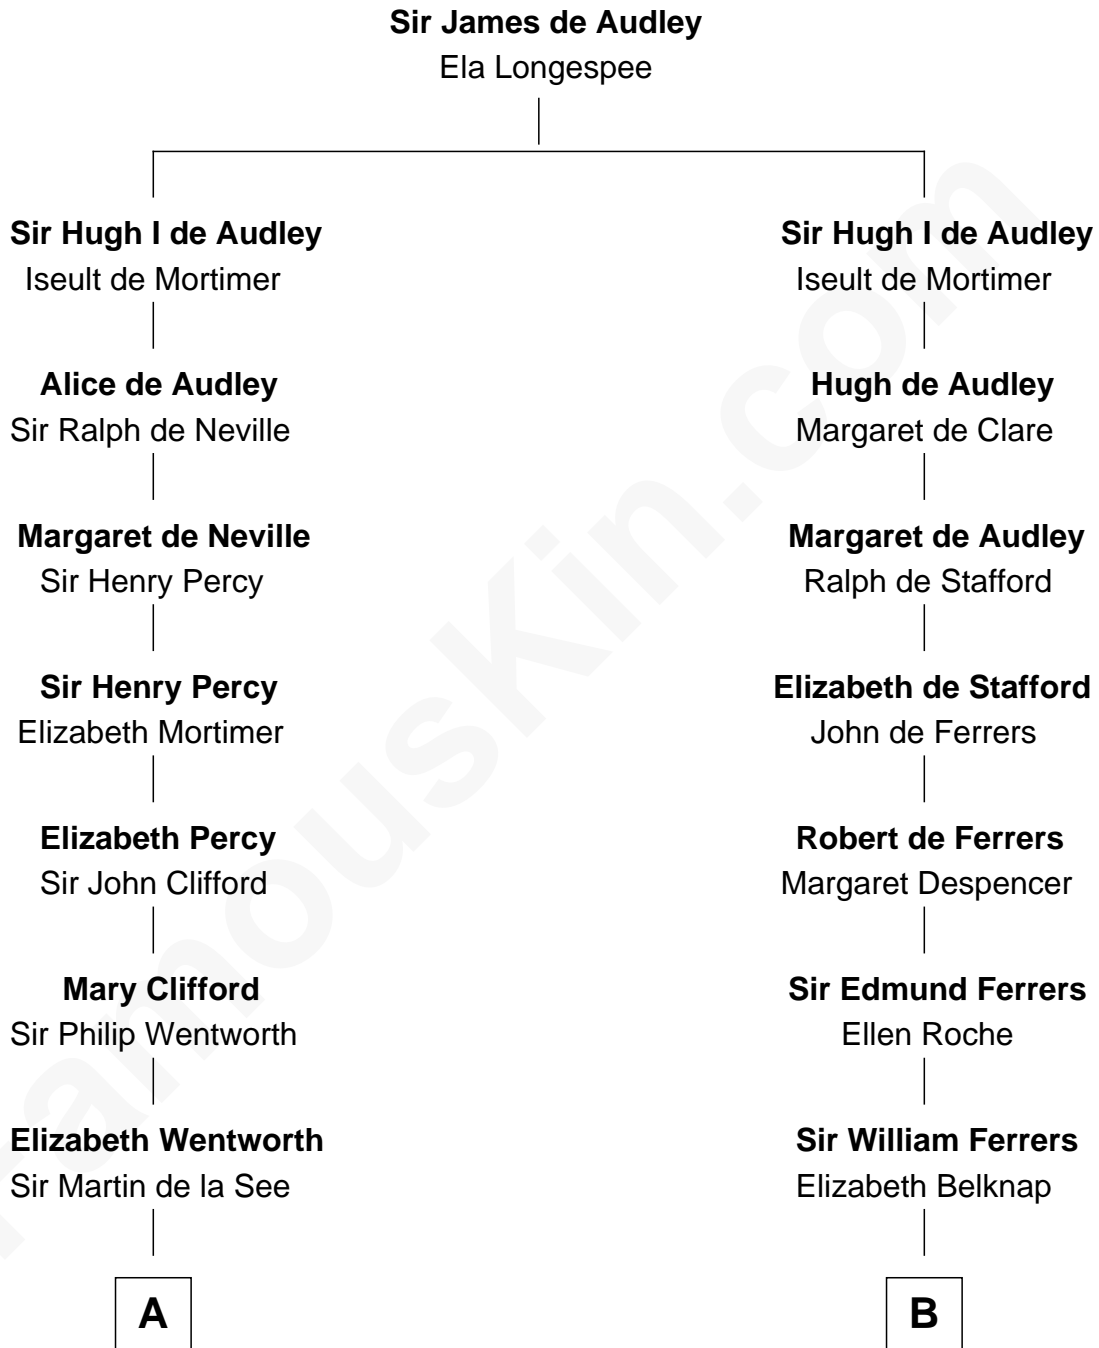 Sir James de Audley
Ela Longespee
Sir Hugh I de Audley
Iseult de Mortimer
Sir Hugh I de Audley
Iseult de Mortimer
Alice de Audley
Sir Ralph de Neville
Hugh de Audley
Margaret de Clare
Margaret de Neville
Sir Henry Percy
Margaret de Audley
Ralph de Stafford
Sir Henry Percy
Elizabeth Mortimer
Elizabeth de Stafford
John de Ferrers
Elizabeth Percy
Sir John Clifford
Robert de Ferrers
Margaret Despencer
Mary Clifford
Sir Philip Wentworth
Sir Edmund Ferrers
Ellen Roche
Elizabeth Wentworth
Sir Martin de la See
Sir William Ferrers
Elizabeth Belknap
A
B
FamousKin.com